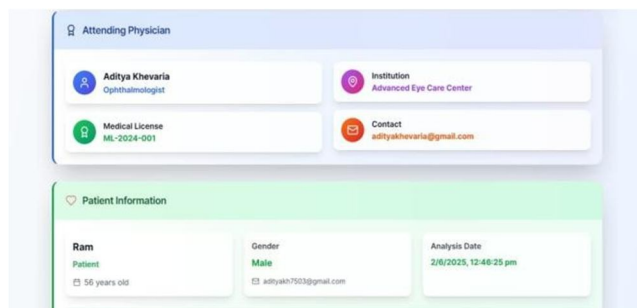 Attending Physician
Aditya Khevaria
Ophthalmologist
Institution
Advanced Eye Care Center
Medical License
ML-2024-001
Contact
adityakhevaria@gmail.com
Patient Information
Ram
Patient
56 years old
Gender
Male
adityakh7503@gmail.com
Analysis Date
2/6/2025, 12:46:25 pm